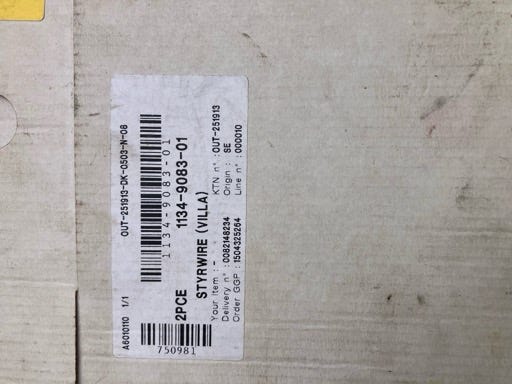 OUT-251913-DK-0503-N-08
A6010110 1/1
1134-9083-01
2PCE 1134-9083-01
STYRWIRE (VILLA)
Your Item : - KTN n° : OUT-251913
Delivery n° : 0082148234 Origin : SE
Order GGP : 1504325264 Line n° : 000010
750981